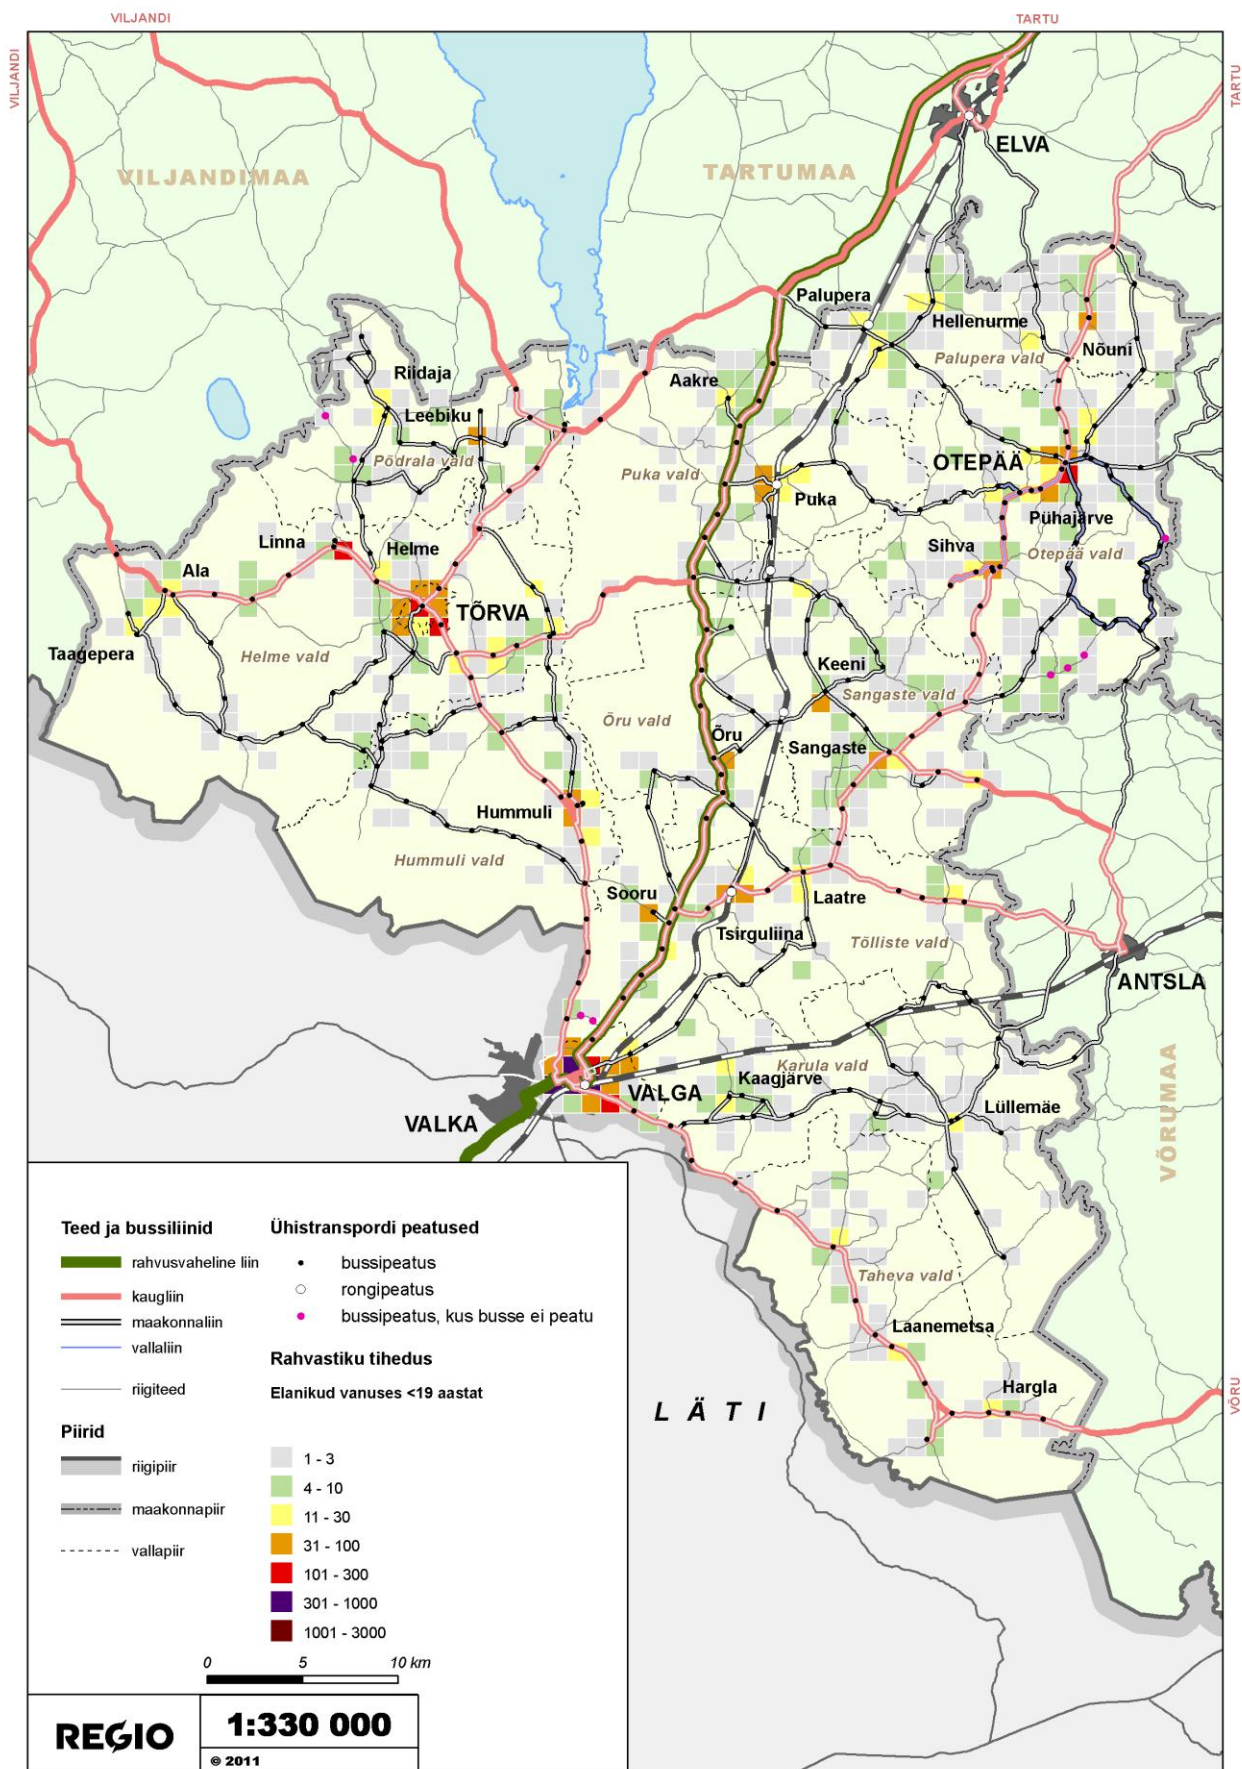 VILJANDI
TARTU
VILJANDI
TARTU
ELVA
VILJANDIMAA
TARTUMAA
Palupera
Hellenurme
Nõuni
Palupera vald
Riidaja
Aakre
Leebiku
Põdrala vald
Puka vald
OTEPÄÄ
Puka
Pühajärve
Linna
Helme
Sihva
Otepää vald
Ala
TÕRVA
Taagepera
Helme vald
Keeni
Sangaste vald
Õru vald
Õru
Sangaste
Hummuli
Hummuli vald
Sooru
Laatre
Tsirguliina
Tõlliste vald
ANTSLA
Karula vald
Kaagjärve
VALGA
Lüllemäe
VALKA
VÕRUMAA
Taheva vald
Laanemetsa
Hargla
LÄTI
VÕRU
Teed ja bussiliinid
rahvusvaheline liin
kaugliin
maakonnaliin
vallaliin
riigiteed
Piirid
riigipiir
maakonnapiir
vallapiir
Ühistranspordi peatused
bussipeatus
rongipeatus
bussipeatus, kus busse ei peatu
Rahvastiku tihedus
Elanikud vanuses <19 aastat
1 - 3
4 - 10
11 - 30
31 - 100
101 - 300
301 - 1000
1001 - 3000
0 5 10 km
REGIO
1:330 000
© 2011